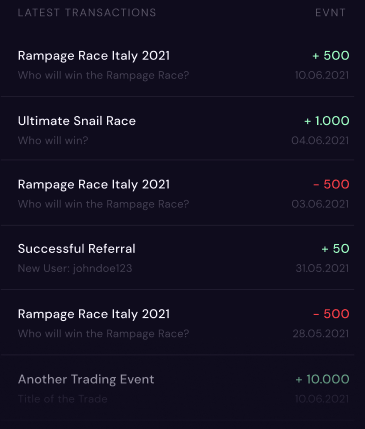 LATEST TRANSACTIONS EVNT
Rampage Race Italy 2021 + 500
Who will win the Rampage Race? 10.06.2021
Ultimate Snail Race + 1.000
Who will win? 04.06.2021
Rampage Race Italy 2021 - 500
Who will win the Rampage Race? 03.06.2021
Successful Referral + 50
New User: johndoe123 31.05.2021
Rampage Race Italy 2021 - 500
Who will win the Rampage Race? 28.05.2021
Another Trading Event + 10.000
Title of the Trade 10.06.2021